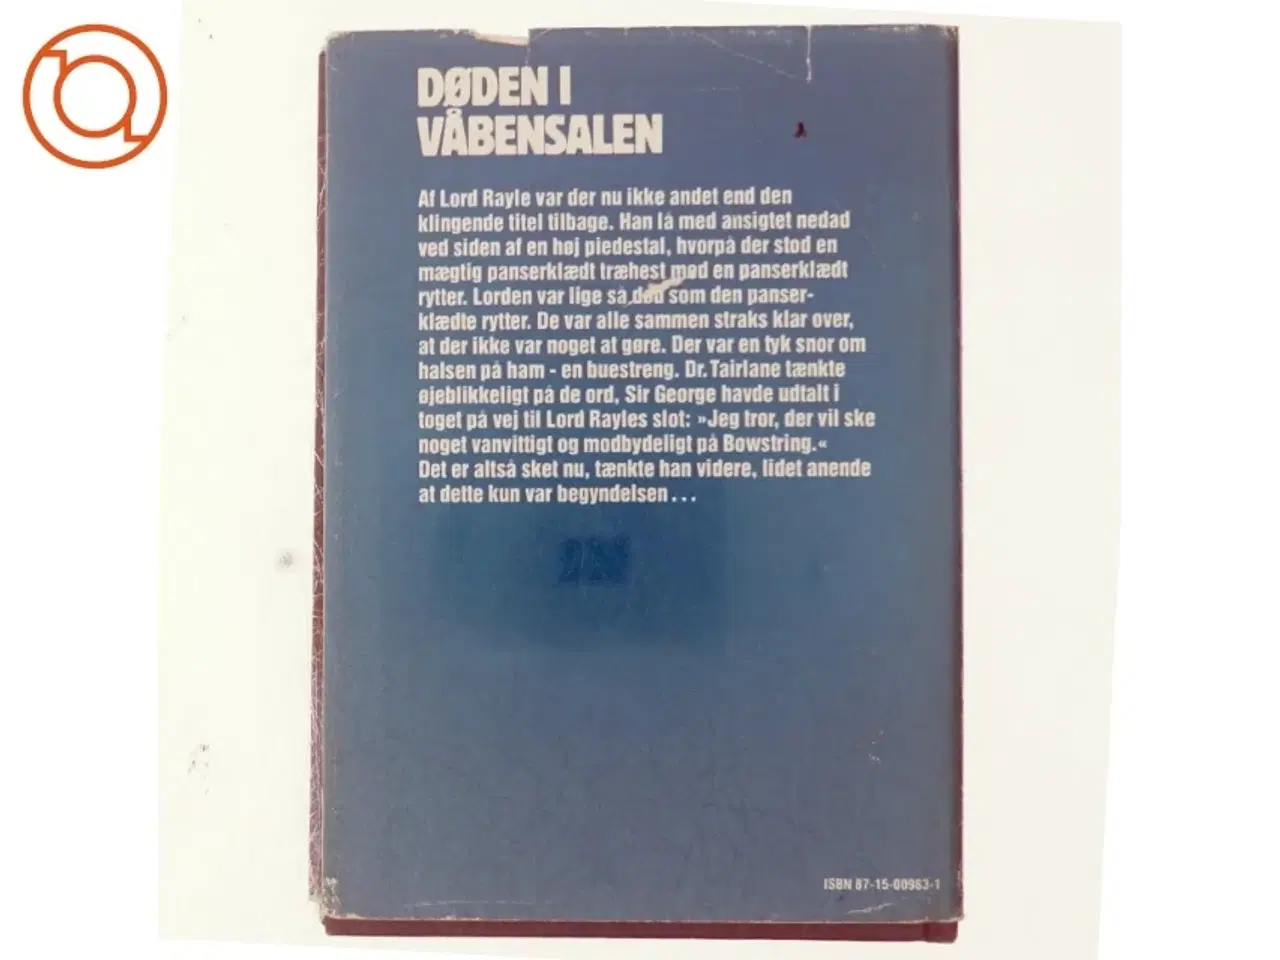 DØDEN I
VÅBENSALEN
Af Lord Rayle var der nu ikke andet end den
klingende titel tilbage. Han lå med ansigtet nedad
ved siden af en høj piedestal, hvorpå der stod en
mægtig panserklædt træhest med en panserklædt
rytter. Lorden var lige så død som den panser-
klædte rytter. De var alle sammen straks klar over,
at der ikke var noget at gøre. Der var en tyk snor om
halsen på ham - en buestreng. Dr. Tairlane tænkte
øjeblikkeligt på de ord, Sir George havde udtalt i
toget på vej til Lord Rayles slot: »Jeg tror, der vil ske
noget vanvittigt og modbydeligt på Bowstring.«
Det er altså sket nu, tænkte han videre, lidet anende
at dette kun var begyndelsen...
ISBN 87-15-00983-1